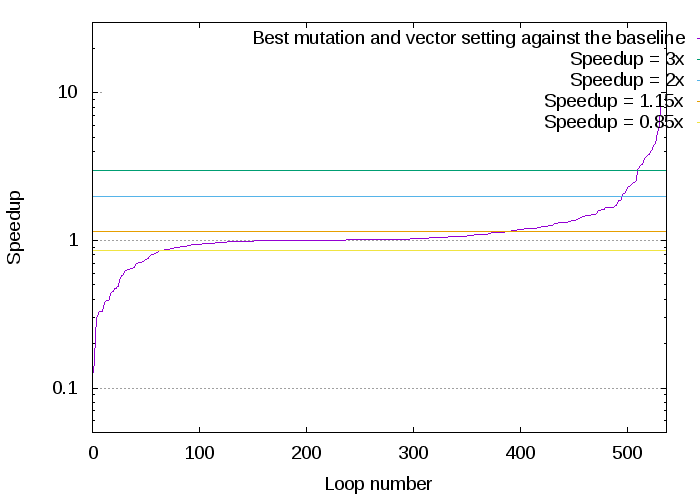 Best mutation and vector setting against the baseline
Speedup = 3x
Speedup = 2x
Speedup = 1.15x
Speedup = 0.85x
10
1
0.1
Speedup
0 100 200 300 400 500
Loop number